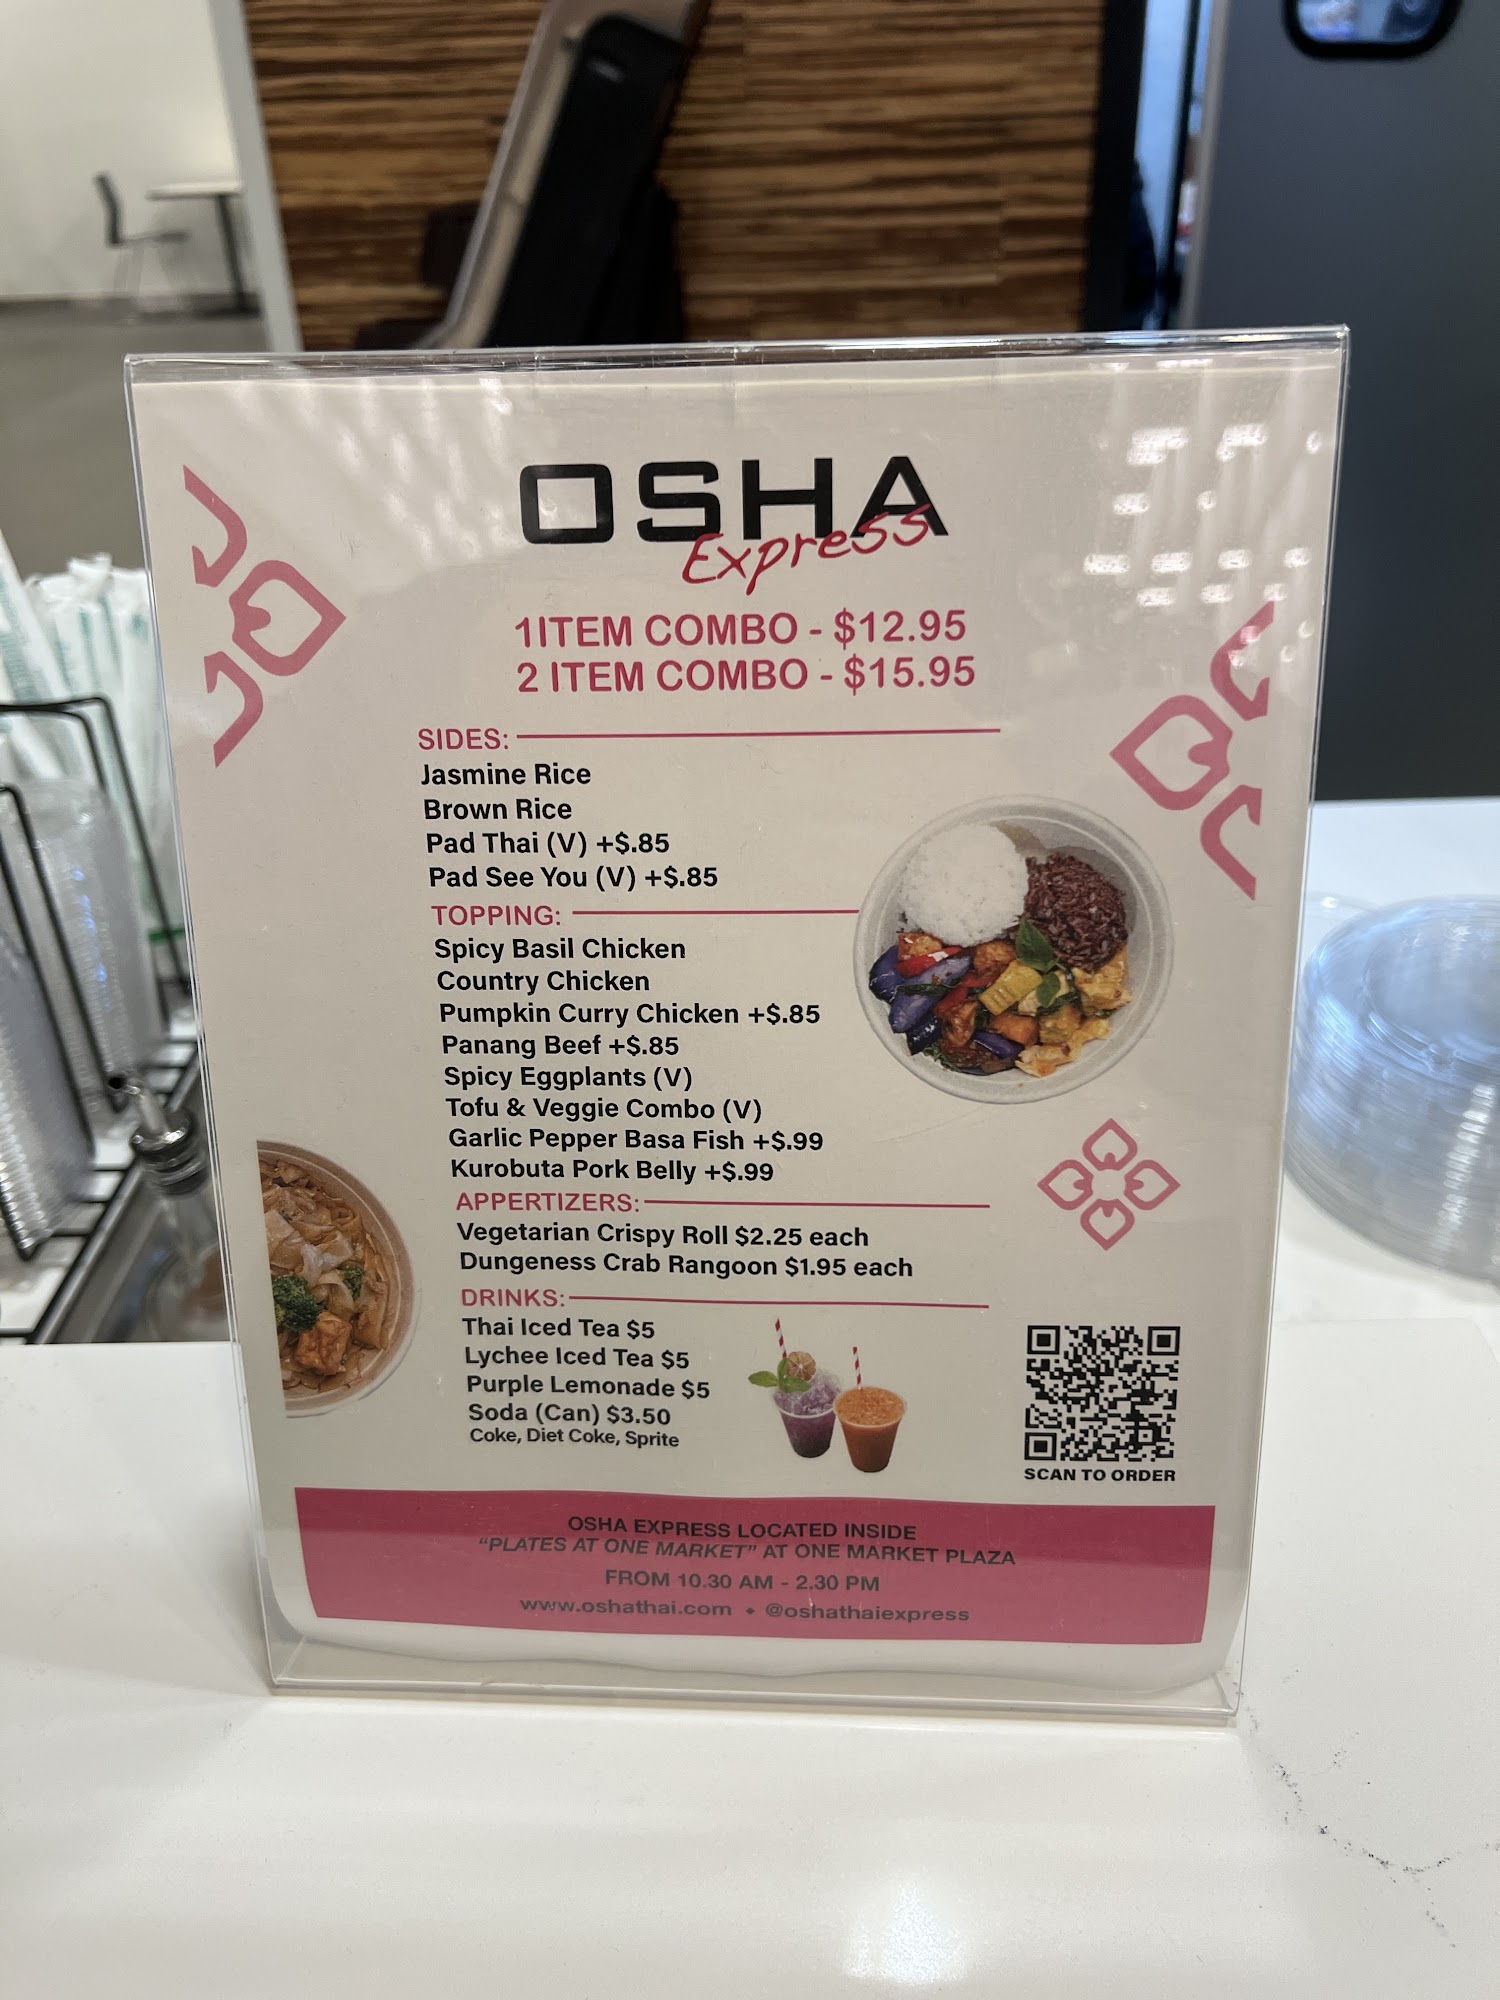 OSHA
Express
1ITEM COMBO - $12.95
2 ITEM COMBO - $15.95
SIDES:
Jasmine Rice
Brown Rice
Pad Thai (V) +$.85
Pad See You (V) +$.85
TOPPING:
Spicy Basil Chicken
Country Chicken
Pumpkin Curry Chicken +$.85
Panang Beef +$.85
Spicy Eggplants (V)
Tofu & Veggie Combo (V)
Garlic Pepper Basa Fish +$.99
Kurobuta Pork Belly +$.99
APPERTIZERS:
Vegetarian Crispy Roll $2.25 each
Dungeness Crab Rangoon $1.95 each
DRINKS:
Thai Iced Tea $5
Lychee Iced Tea $5
Purple Lemonade $5
Soda (Can) $3.50
Coke, Diet Coke, Sprite
SCAN TO ORDER
OSHA EXPRESS LOCATED INSIDE
"PLATES AT ONE MARKET" AT ONE MARKET PLAZA
FROM 10.30 AM - 2.30 PM
www.oshathai.com • @oshathaiexpress